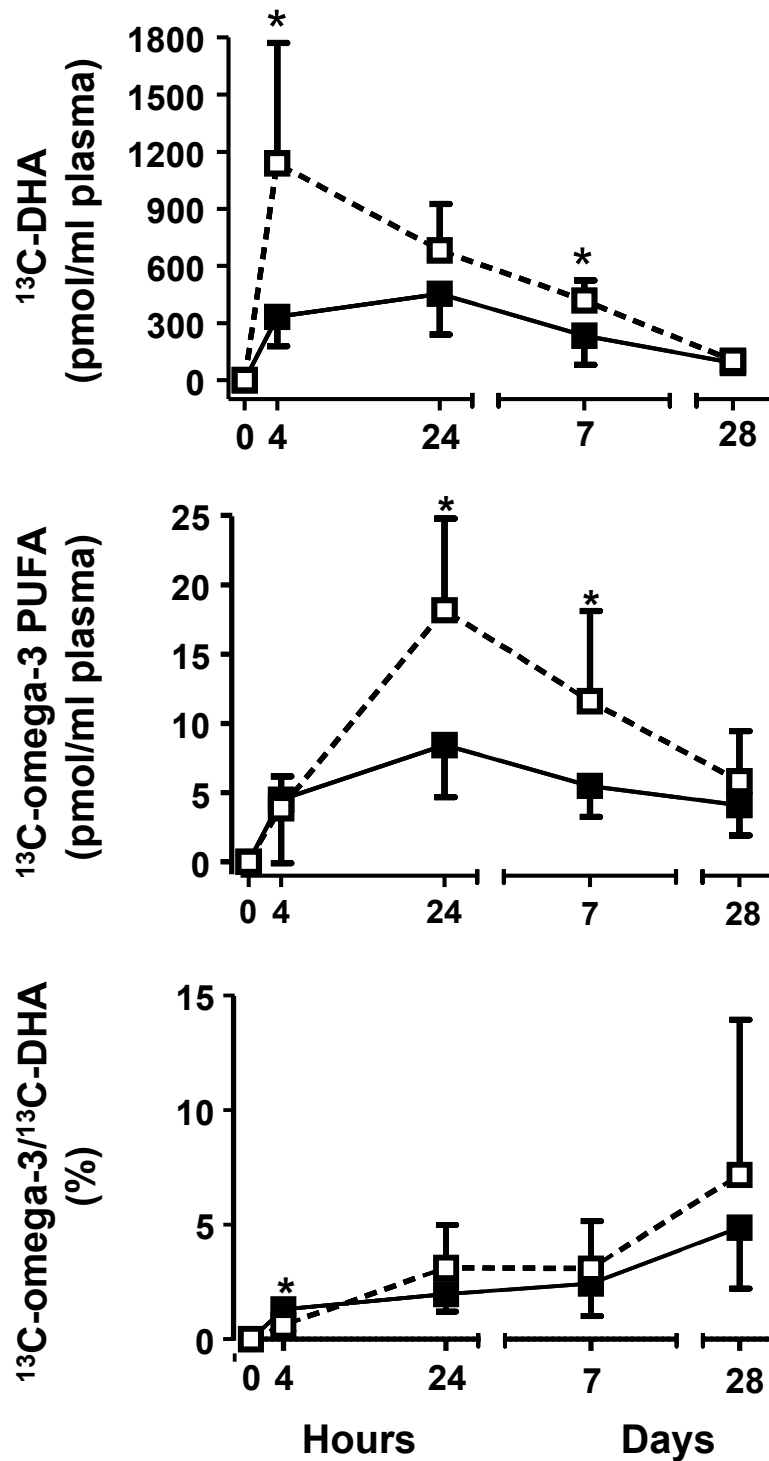 *
1800
1500
1200
900
600
300
0
¹³C-DHA
(pmol/ml plasma)
*
0 4 24 7 28
25
20
15
10
5
0
¹³C-omega-3 PUFA
(pmol/ml plasma)
*
*
0 4 24 7 28
15
10
5
0
¹³C-omega-3/¹³C-DHA
(%)
*
0 4 24 7 28
Hours Days